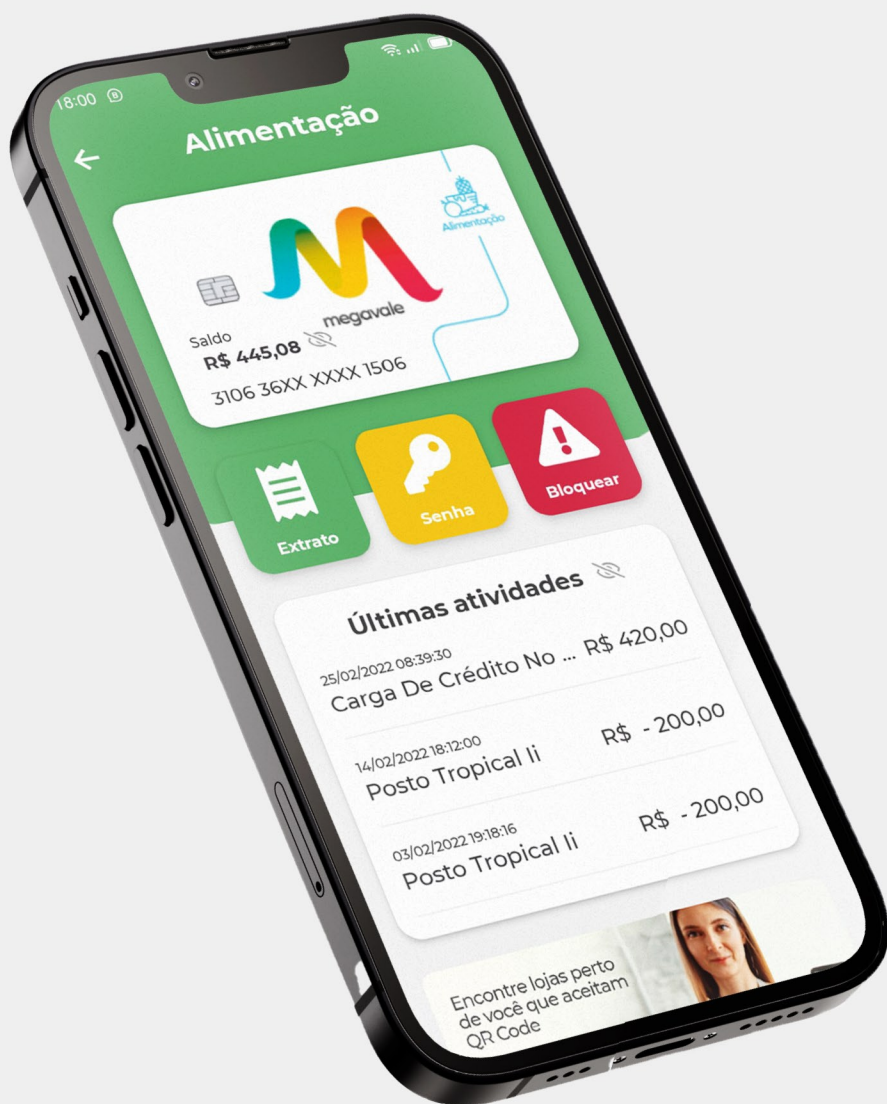 18:00
Alimentação
Alimentação
megavale
Saldo
R$ 445,08
3106 36XX XXXX 1506
Extrato
Senha
Bloquear
Últimas atividades
25/02/2022 08:39:30
Carga De Crédito No ... R$ 420,00
14/02/2022 18:12:00
Posto Tropical Ii R$ - 200,00
03/02/2022 19:18:16
Posto Tropical Ii R$ - 200,00
Encontre lojas perto
de você que aceitam
QR Code